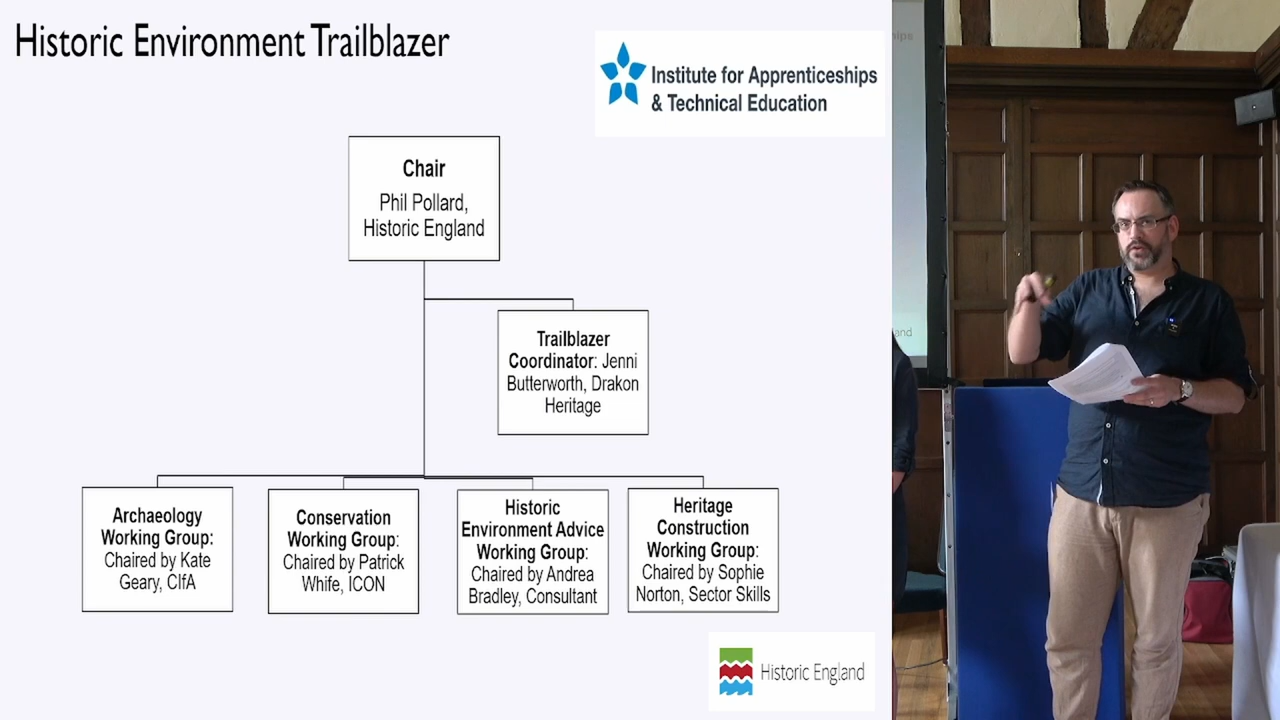 Historic Environment Trailblazer
Institute for Apprenticeships
& Technical Education
Chair
Phil Pollard,
Historic England
Trailblazer
Coordinator: Jenni
Butterworth, Drakon
Heritage
Archaeology
Working Group:
Chaired by Kate
Geary, CIfA
Conservation
Working Group:
Chaired by Patrick
Whife, ICON
Historic
Environment Advice
Working Group:
Chaired by Andrea
Bradley, Consultant
Heritage
Construction
Working Group:
Chaired by Sophie
Norton, Sector Skills
Historic England